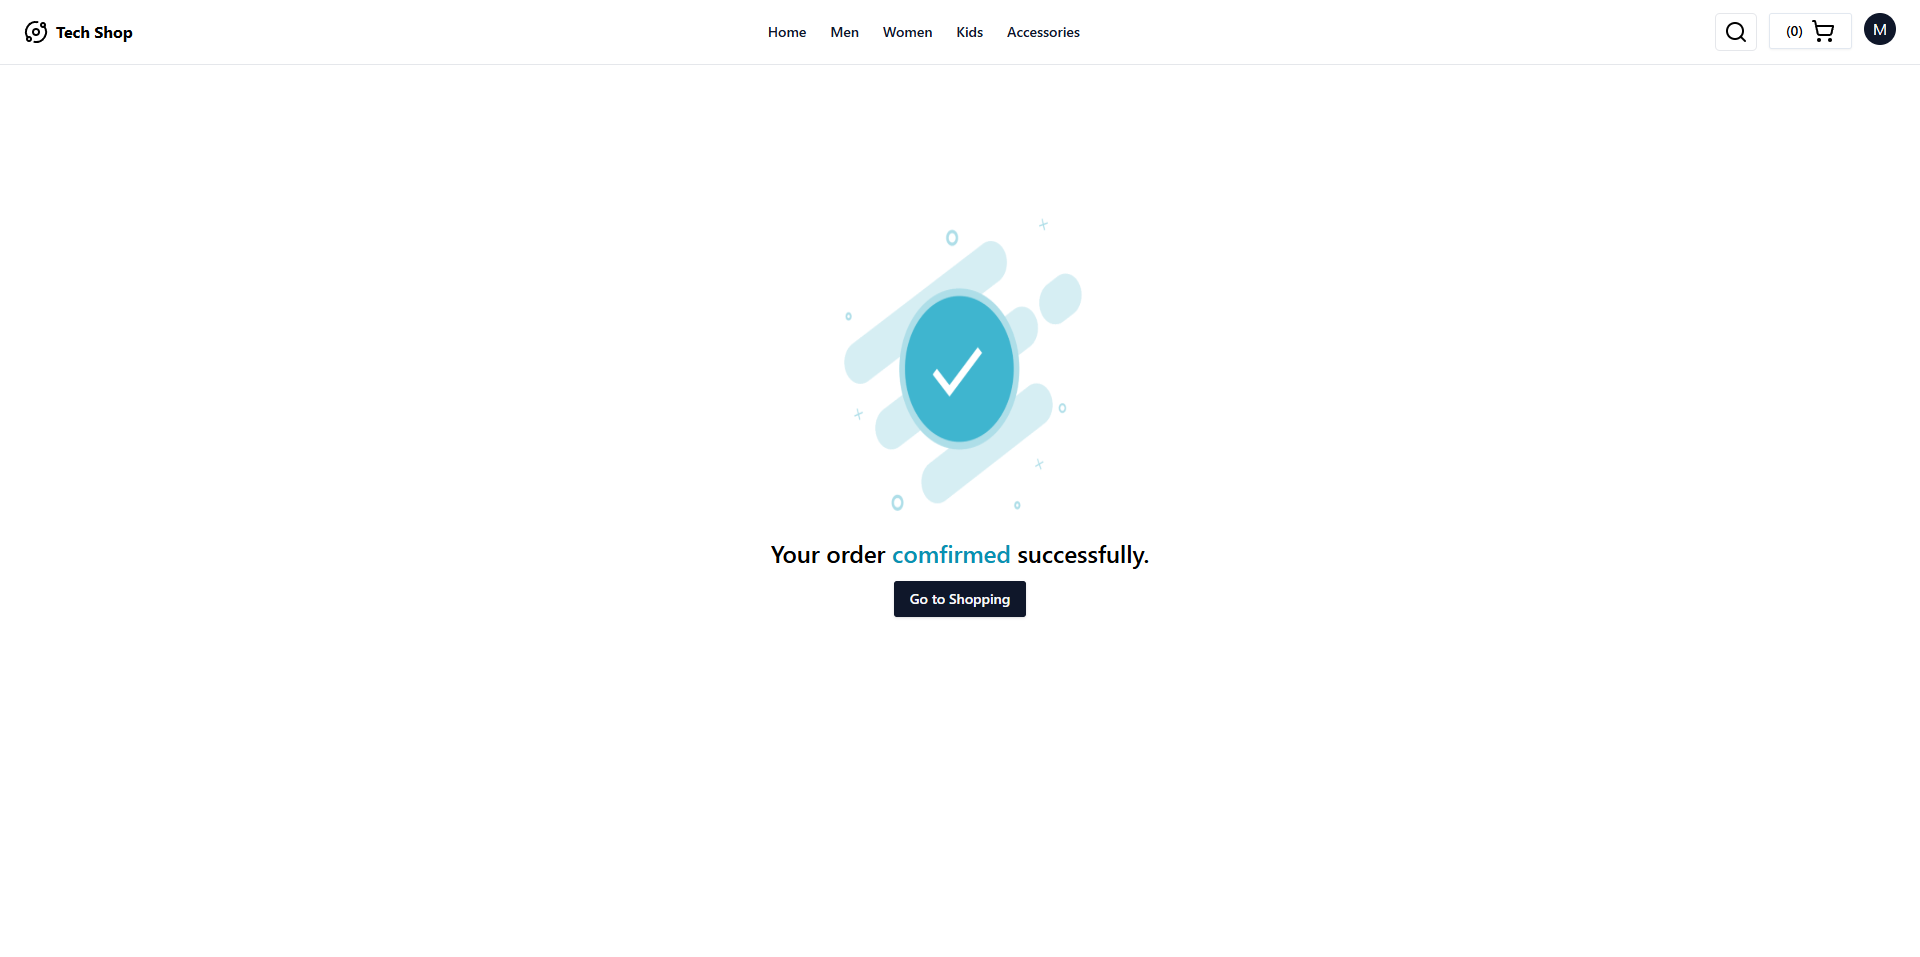 Tech Shop
Home Men Women Kids Accessories
(0)
M
Your order comfirmed successfully.
Go to Shopping